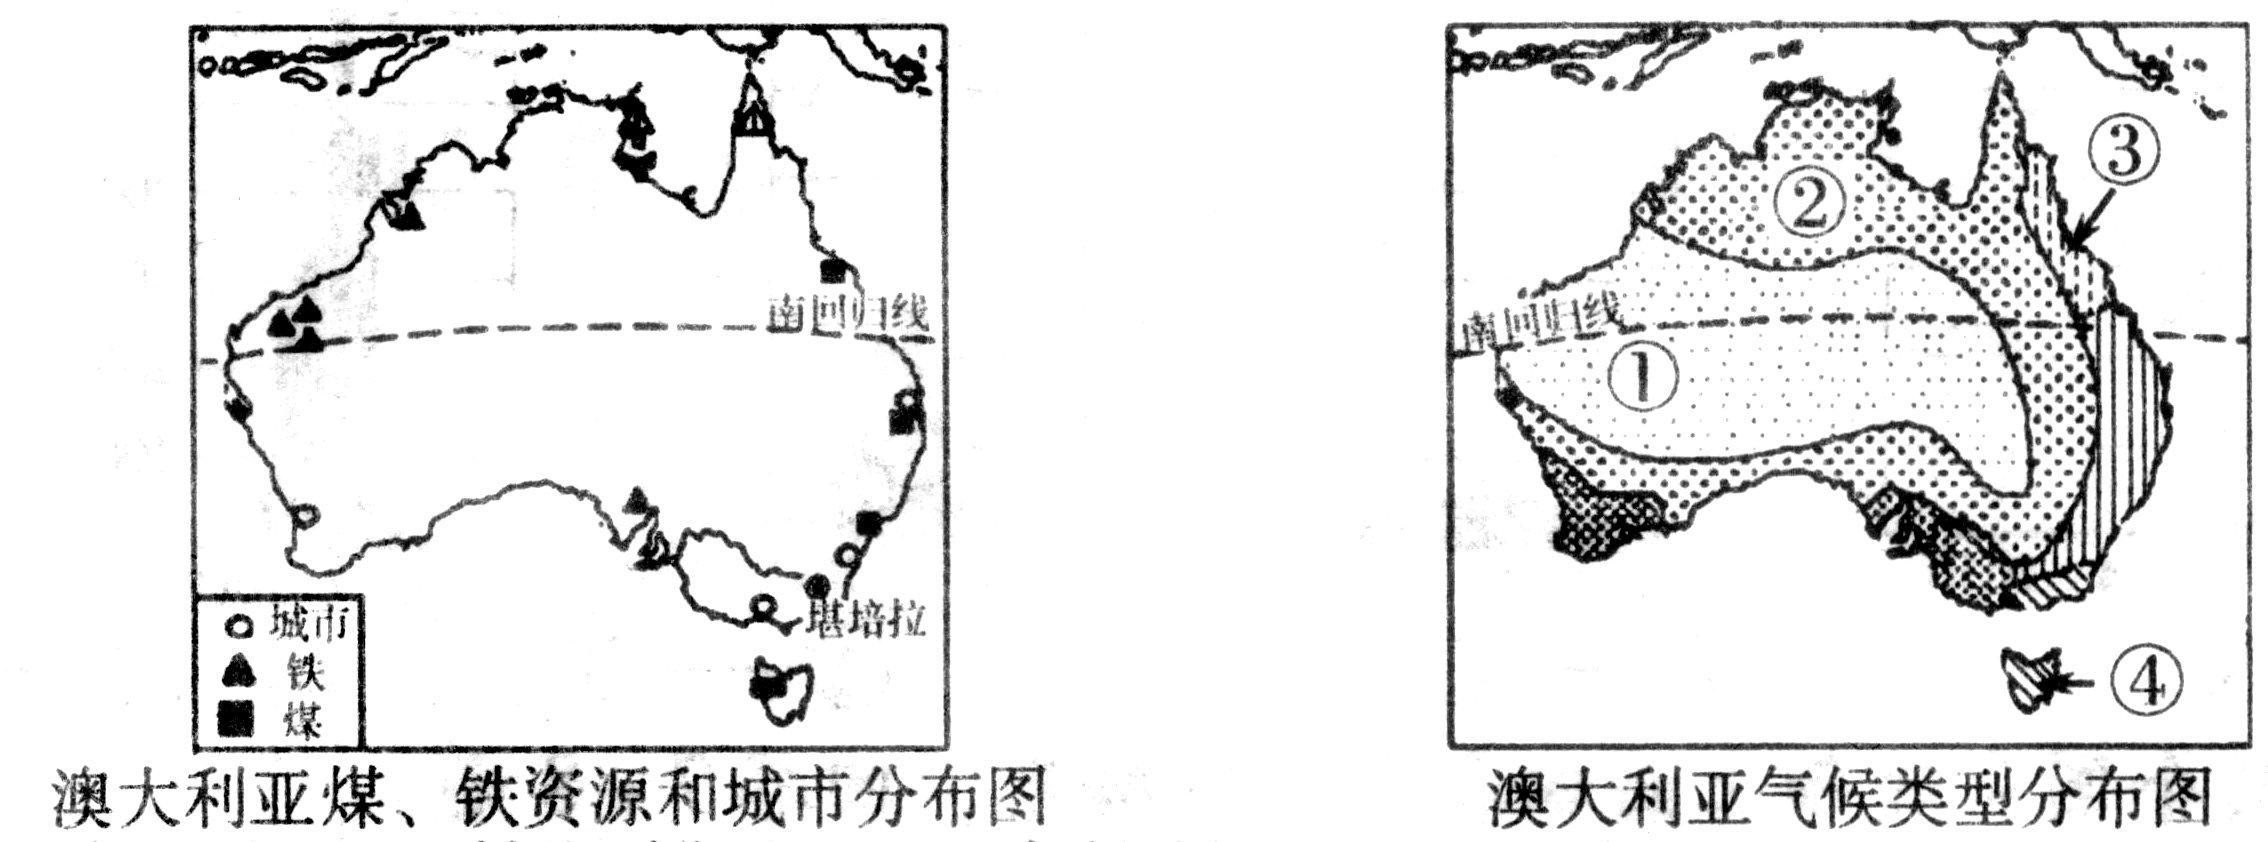 南回归线
堪培拉
城市
铁
煤
澳大利亚煤、铁资源和城市分布图
③
②
南回归线
①
④
澳大利亚气候类型分布图